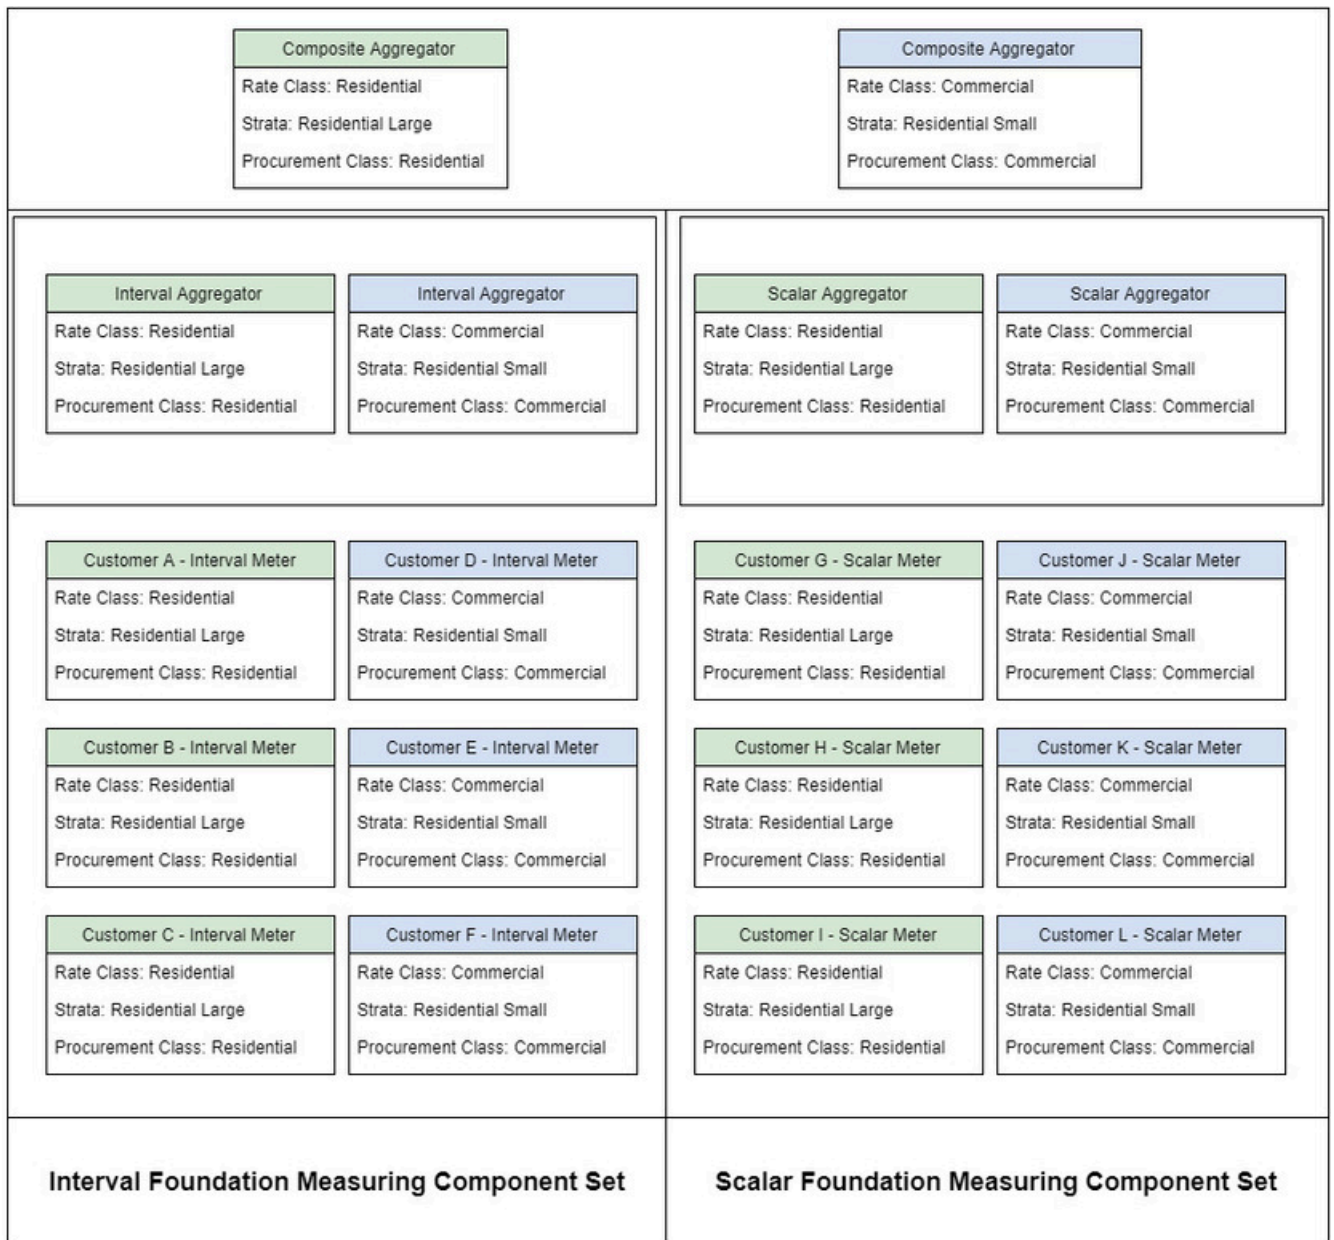 Composite Aggregator
Rate Class: Residential
Strata: Residential Large
Procurement Class: Residential
Composite Aggregator
Rate Class: Commercial
Strata: Residential Small
Procurement Class: Commercial
Interval Aggregator
Rate Class: Residential
Strata: Residential Large
Procurement Class: Residential
Interval Aggregator
Rate Class: Commercial
Strata: Residential Small
Procurement Class: Commercial
Scalar Aggregator
Rate Class: Residential
Strata: Residential Large
Procurement Class: Residential
Scalar Aggregator
Rate Class: Commercial
Strata: Residential Small
Procurement Class: Commercial
Customer A - Interval Meter
Rate Class: Residential
Strata: Residential Large
Procurement Class: Residential
Customer D - Interval Meter
Rate Class: Commercial
Strata: Residential Small
Procurement Class: Commercial
Customer G - Scalar Meter
Rate Class: Residential
Strata: Residential Large
Procurement Class: Residential
Customer J - Scalar Meter
Rate Class: Commercial
Strata: Residential Small
Procurement Class: Commercial
Customer B - Interval Meter
Rate Class: Residential
Strata: Residential Large
Procurement Class: Residential
Customer E - Interval Meter
Rate Class: Commercial
Strata: Residential Small
Procurement Class: Commercial
Customer H - Scalar Meter
Rate Class: Residential
Strata: Residential Large
Procurement Class: Residential
Customer K - Scalar Meter
Rate Class: Commercial
Strata: Residential Small
Procurement Class: Commercial
Customer C - Interval Meter
Rate Class: Residential
Strata: Residential Large
Procurement Class: Residential
Customer F - Interval Meter
Rate Class: Commercial
Strata: Residential Small
Procurement Class: Commercial
Customer I - Scalar Meter
Rate Class: Residential
Strata: Residential Large
Procurement Class: Residential
Customer L - Scalar Meter
Rate Class: Commercial
Strata: Residential Small
Procurement Class: Commercial
Interval Foundation Measuring Component Set
Scalar Foundation Measuring Component Set